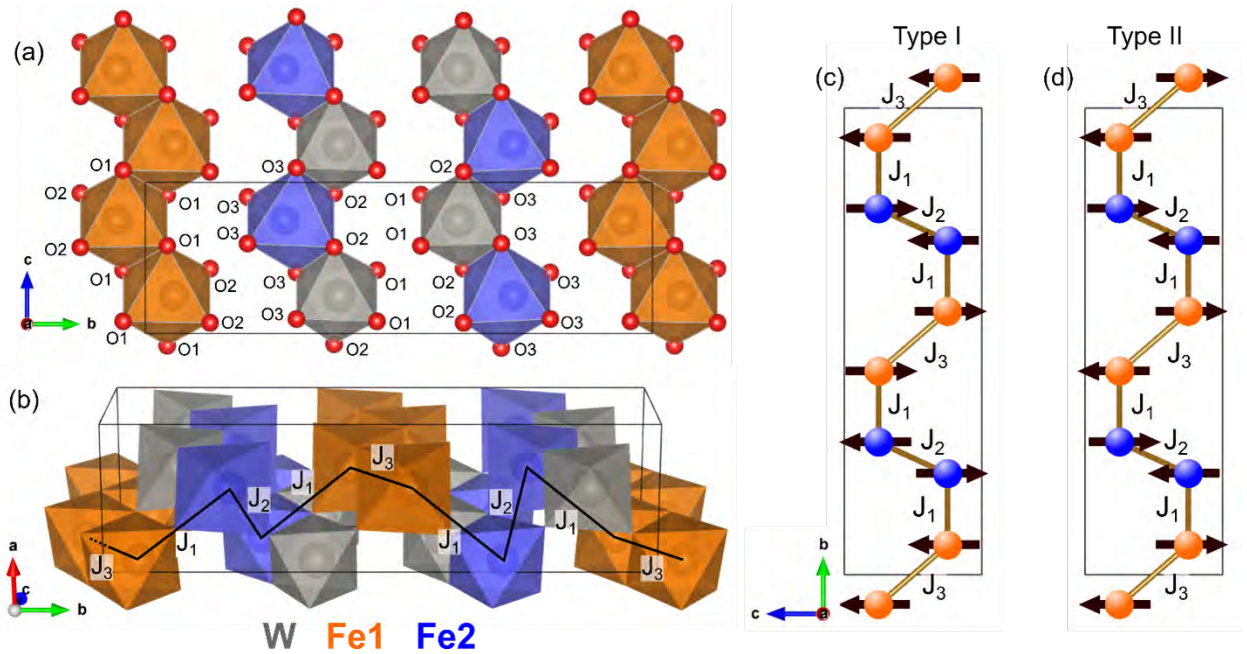 (a)
O1 O3 O2
O2 O1 O3 O2 O1 O3
O2 O1 O3 O2 O1 O3
O1 O2 O3 O1 O2 O3
O1 O2 O3 O1 O2 O3
O1 O2 O3
c
a b
(b)
J3
J1
J2
J2
J1
J1
J1
J3
J3
a
c
b
W Fe1 Fe2
Type I
(c)
J3
J1
J2
J1
J3
J1
J2
J1
J3
b
c a
Type II
(d)
J3
J1
J2
J1
J3
J1
J2
J1
J3